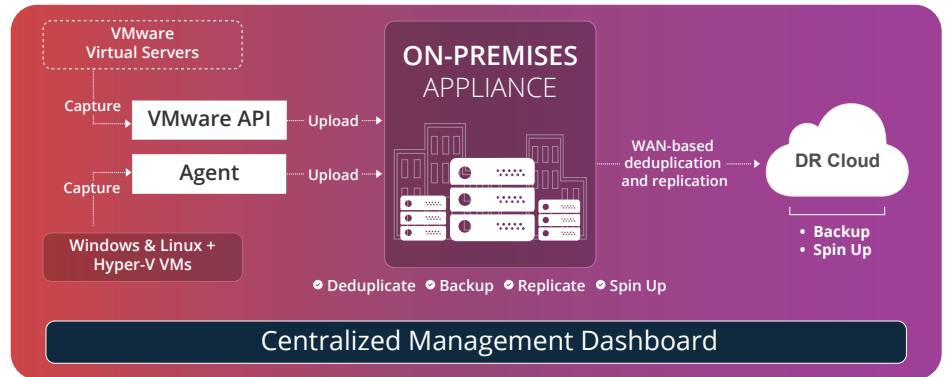 VMware
Virtual Servers
Capture
VMware API
Upload
Agent
Upload
Capture
Windows & Linux +
Hyper-V VMs
ON-PREMISES
APPLIANCE
Deduplicate Backup Replicate Spin Up
WAN-based
deduplication
and replication
DR Cloud
• Backup
• Spin Up
Centralized Management Dashboard